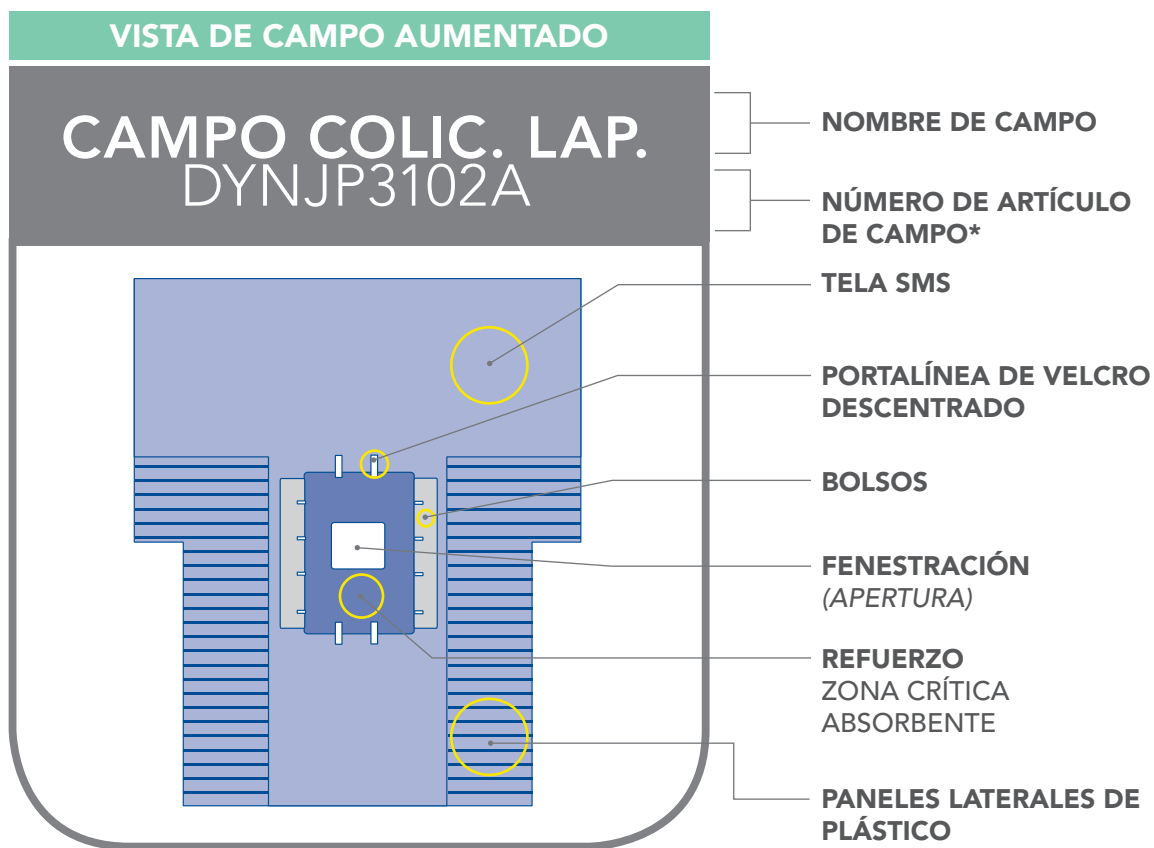 VISTA DE CAMPO AUMENTADO
CAMPO COLIC. LAP.
DYNJP3102A
NOMBRE DE CAMPO
NÚMERO DE ARTÍCULO
DE CAMPO*
TELA SMS
PORTALÍNEA DE VELCRO
DESCENTRADO
BOLSOS
FENESTRACIÓN
(APERTURA)
REFUERZO
ZONA CRÍTICA
ABSORBENTE
PANELES LATERALES DE
PLÁSTICO